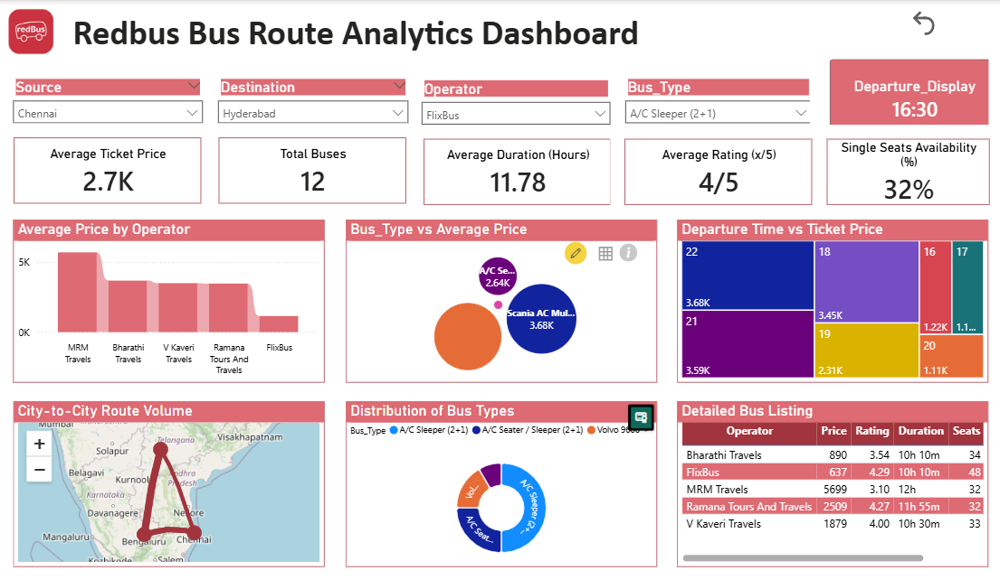 redBus
Redbus Bus Route Analytics Dashboard
Source
Destination
Operator
Bus_Type
Departure_Display
16:30
Chennai
Hyderabad
FlixBus
A/C Sleeper (2+1)
Average Ticket Price
2.7K
Total Buses
12
Average Duration (Hours)
11.78
Average Rating (x/5)
4/5
Single Seats Availability
(%)
32%
Average Price by Operator
5K
0K
MRM
Travels
Bharathi
Travels
V Kaveri
Travels
Ramana
Tours And
Travels
FlixBus
Bus_Type vs Average Price
A/C Se...
2.64K
Scania AC Mul...
3.68K
Departure Time vs Ticket Price
22
3.68K
21
3.59K
18
3.45K
19
2.31K
16
1.22K
17
1.1...
20
1.11K
City-to-City Route Volume
+
−
Mumbai
Solapur
Telangana
Visakhapatnam
Belagavi
Kurnool
Andhra
Pradesh
Karnataka
Davanagere
Nellore
Mangaluru
Bengaluru
Chennai
Kozhikode
Salem
Distribution of Bus Types
Bus_Type A/C Sleeper (2+1) A/C Seater / Sleeper (2+1) Volvo
A/C Sleeper (2+...
A/C Seat...
Vol...
Detailed Bus Listing
Operator Price Rating Duration Seats
Bharathi Travels 890 3.54 10h 10m 34
FlixBus 637 4.29 10h 10m 48
MRM Travels 5699 3.10 12h 32
Ramana Tours And Travels 2509 4.27 11h 55m 32
V Kaveri Travels 1879 4.00 10h 30m 33